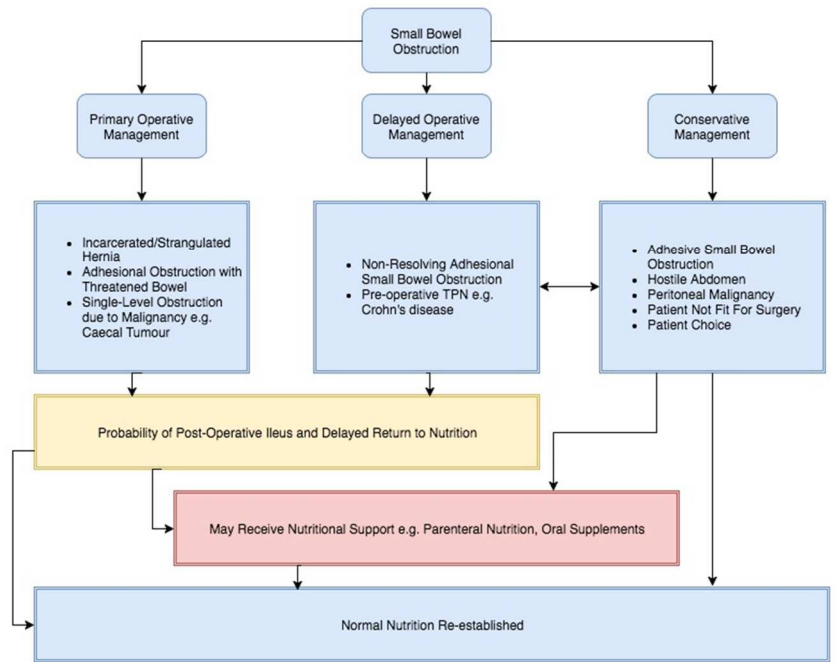 Small Bowel
Obstruction
Primary Operative
Management
Delayed Operative
Management
Conservative
Management
• Incarcerated/Strangulated
Hernia
• Adhesional Obstruction with
Threatened Bowel
• Single-Level Obstruction
due to Malignancy e.g.
Caecal Tumour
• Non-Resolving Adhesional
Small Bowel Obstruction
• Pre-operative TPN e.g.
Crohn's disease
• Adhesive Small Bowel
Obstruction
• Hostile Abdomen
• Peritoneal Malignancy
• Patient Not Fit For Surgery
• Patient Choice
Probability of Post-Operative Ileus and Delayed Return to Nutrition
May Receive Nutritional Support e.g. Parenteral Nutrition, Oral Supplements
Normal Nutrition Re-established